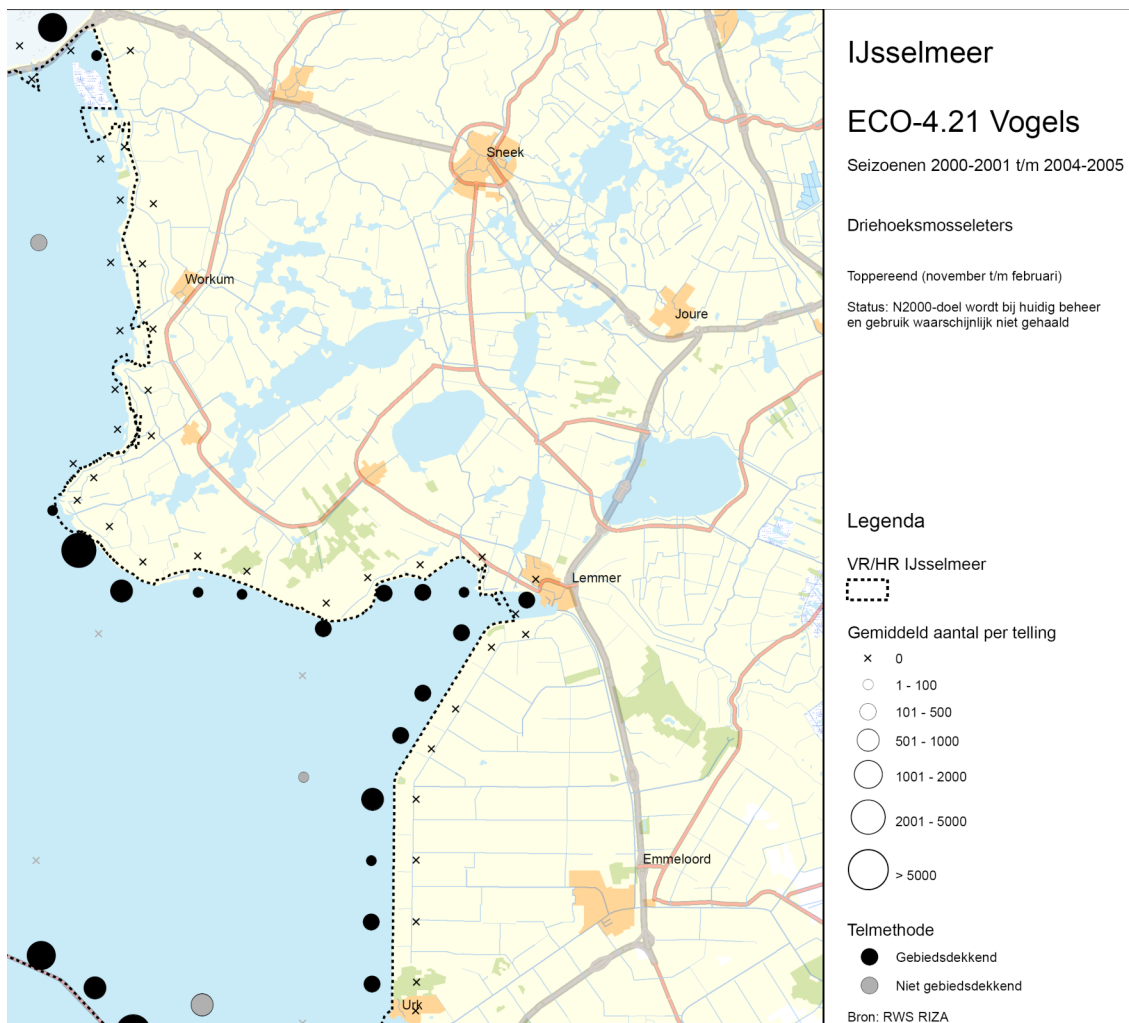 IJsselmeer
ECO-4.21 Vogels
Seizoenen 2000-2001 t/m 2004-2005
Driehoeksmosseleters
Toppereend (november t/m februari)
Status: N2000-doel wordt bij huidig beheer
en gebruik waarschijnlijk niet gehaald
Sneek
Workum
Joure
Lemmer
Emmeloord
Urk
Legenda
VR/HR IJsselmeer
Gemiddeld aantal per telling
0
1 - 100
101 - 500
501 - 1000
1001 - 2000
2001 - 5000
> 5000
Telmethode
Gebiedsdekkend
Niet gebiedsdekkend
Bron: RWS RIZA